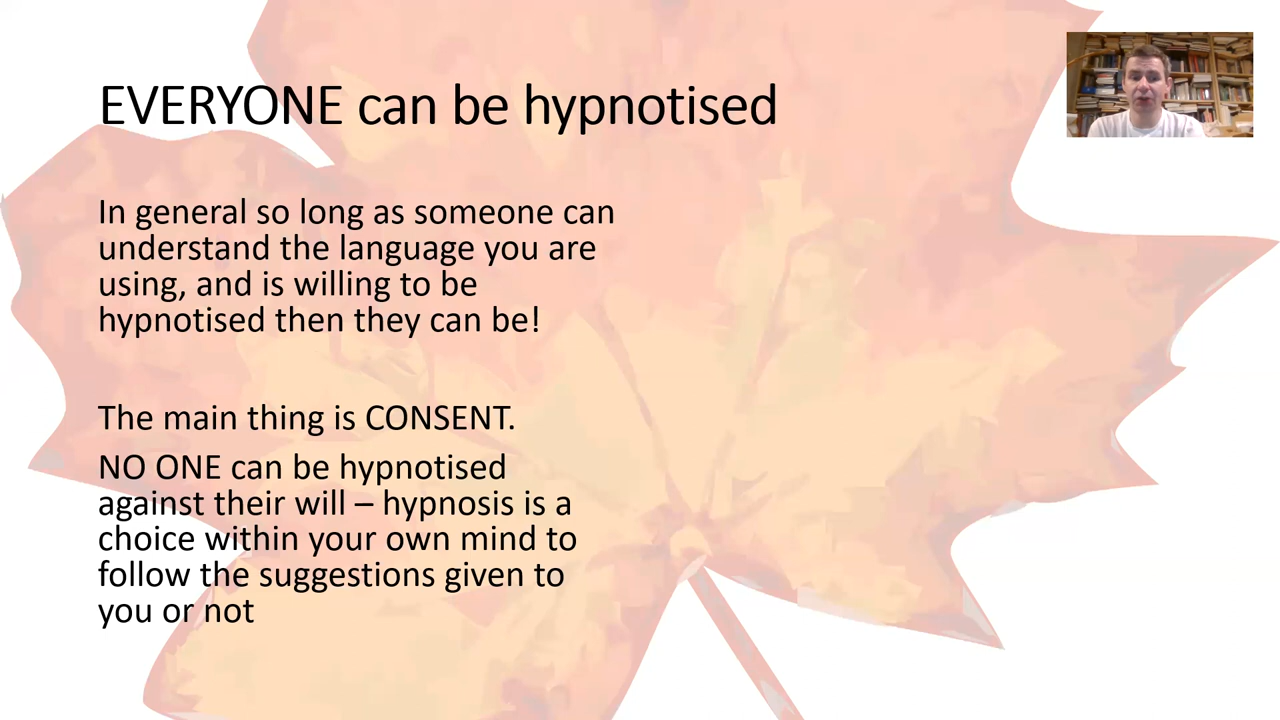 EVERYONE can be hypnotised
In general so long as someone can
understand the language you are
using, and is willing to be
hypnotised then they can be!
The main thing is CONSENT.
NO ONE can be hypnotised
against their will – hypnosis is a
choice within your own mind to
follow the suggestions given to
you or not